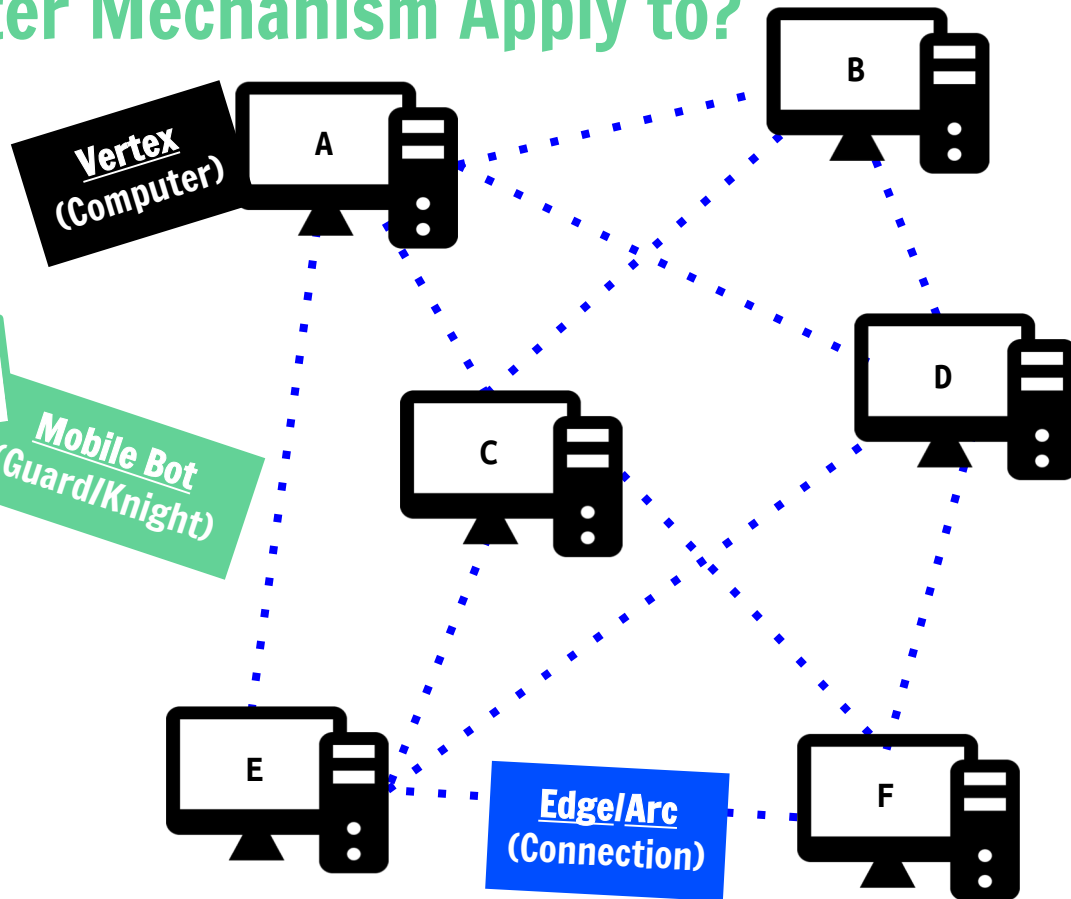 ter Mechanism Apply to?
B
A
Vertex
(Computer)
D
C
Mobile Bot
(Guard/Knight)
E
F
Edge/Arc
(Connection)